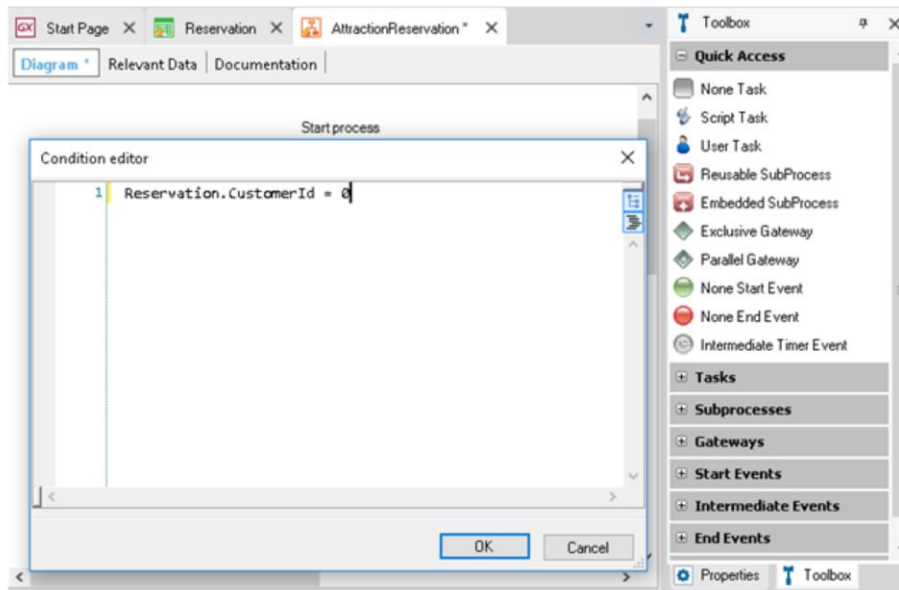 GX Start Page Reservation AttractionReservation * Toolbox
Diagram * Relevant Data Documentation
Start process
Condition editor
1 Reservation.CustomerId = 0
OK Cancel
Quick Access
None Task
Script Task
User Task
Reusable SubProcess
Embedded SubProcess
Exclusive Gateway
Parallel Gateway
None Start Event
None End Event
Intermediate Timer Event
Tasks
Subprocesses
Gateways
Start Events
Intermediate Events
End Events
Properties Toolbox